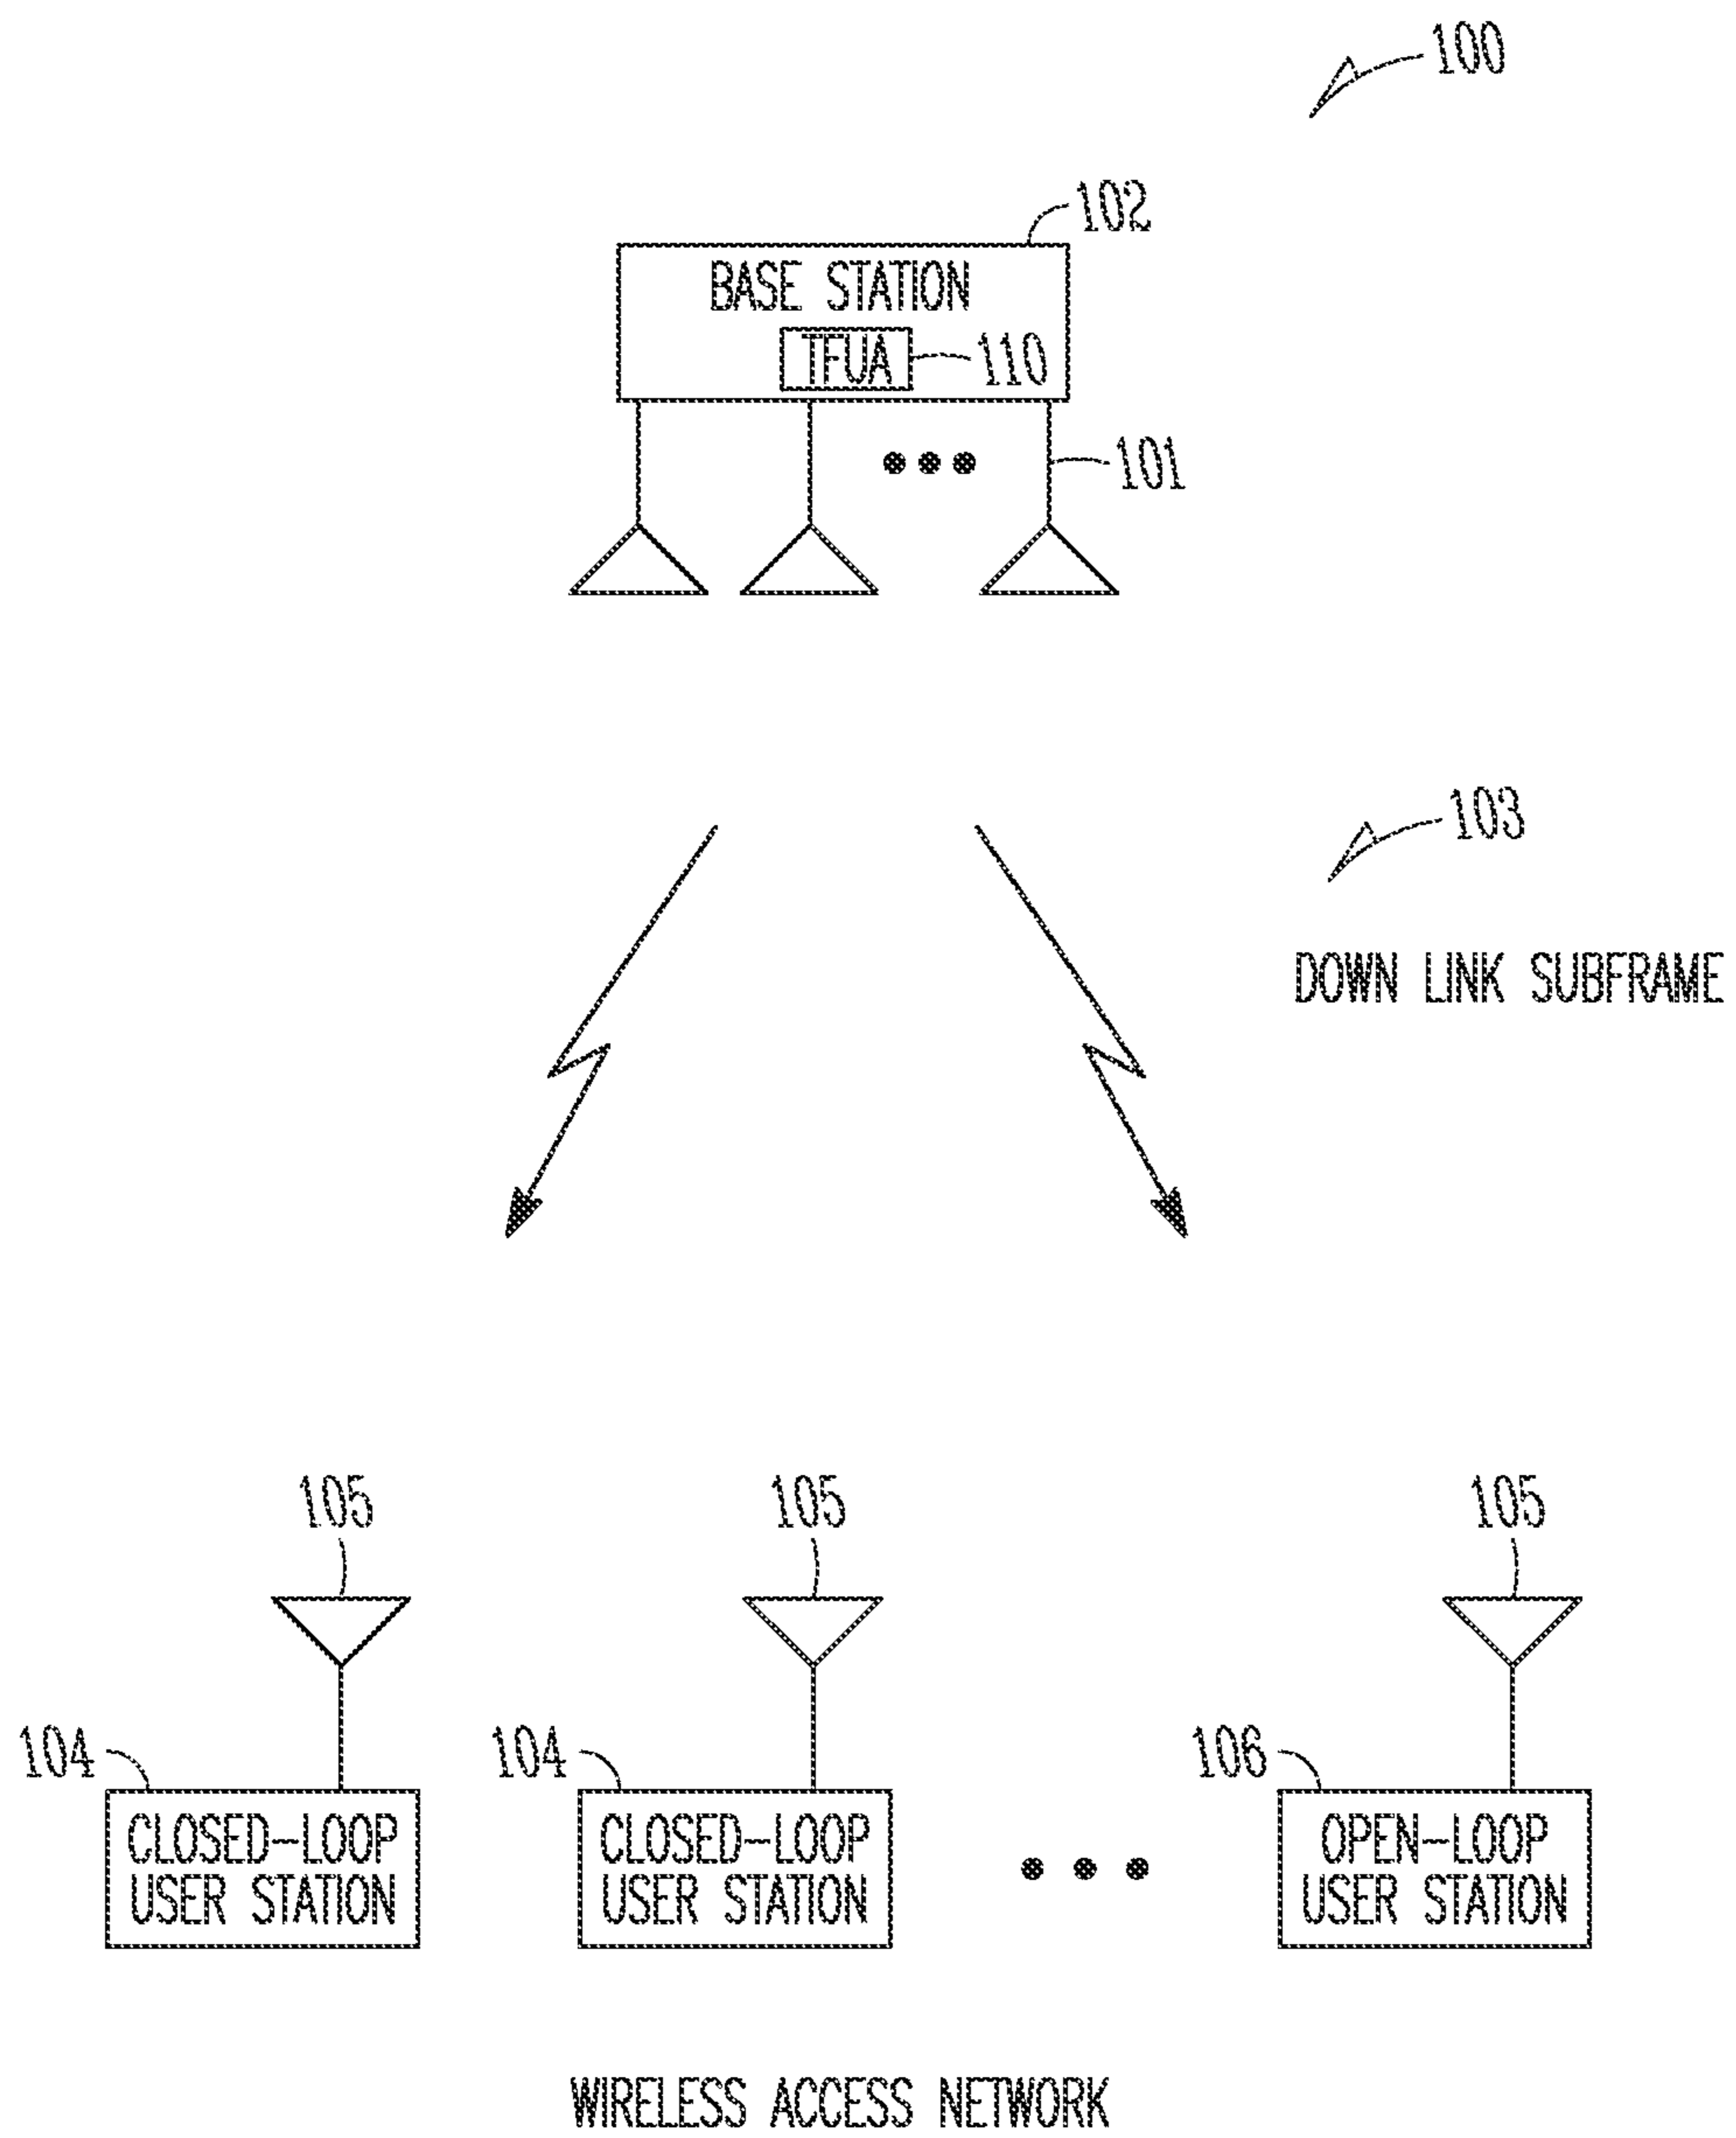 100
102
BASE STATION
TFUA
110
101
103
DOWN LINK SUBFRAME
105 105 105
104 104 106
CLOSED-LOOP USER STATION
CLOSED-LOOP USER STATION
OPEN-LOOP USER STATION
WIRELESS ACCESS NETWORK